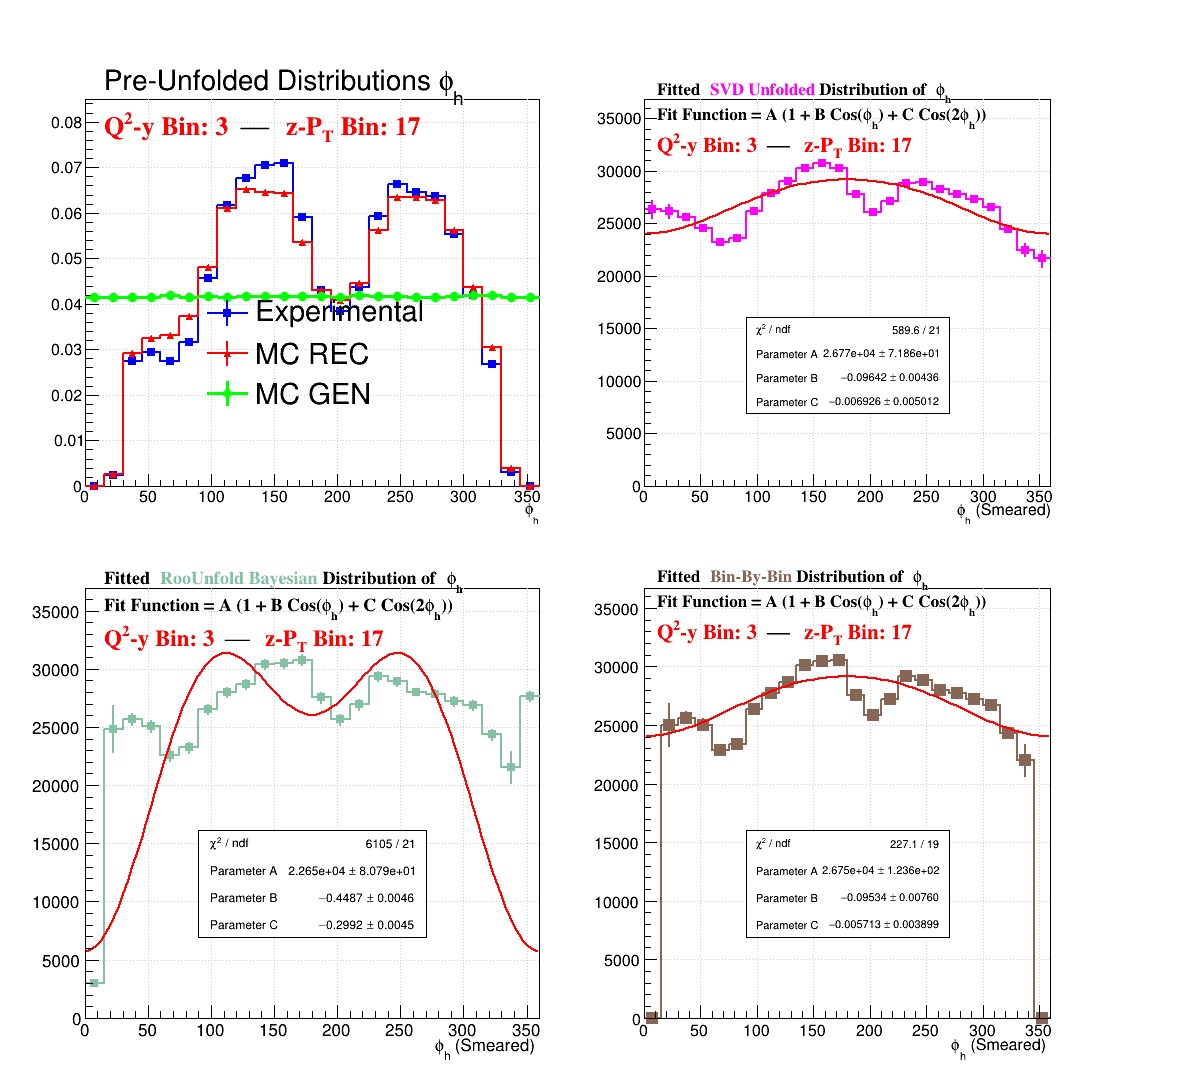 Pre-Unfolded Distributions ϕh
Q2-y Bin: 3 — z-PT Bin: 17
0.08
0.07
0.06
0.05
0.04
0.03
0.02
0.01
0
Experimental
MC REC
MC GEN
0 50 100 150 200 250 300 350
ϕh
Fitted SVD Unfolded Distribution of ϕh
Fit Function = A (1 + B Cos(ϕh) + C Cos(2ϕh))
Q2-y Bin: 3 — z-PT Bin: 17
35000
30000
25000
20000
15000
10000
5000
0
χ2 / ndf 589.6 / 21
Parameter A 2.677e+04 ± 7.186e+01
Parameter B −0.09642 ± 0.00436
Parameter C −0.006926 ± 0.005012
0 50 100 150 200 250 300 350
ϕh (Smeared)
Fitted RooUnfold Bayesian Distribution of ϕh
Fit Function = A (1 + B Cos(ϕh) + C Cos(2ϕh))
Q2-y Bin: 3 — z-PT Bin: 17
35000
30000
25000
20000
15000
10000
5000
0
χ2 / ndf 6105 / 21
Parameter A 2.265e+04 ± 8.079e+01
Parameter B −0.4487 ± 0.0046
Parameter C −0.2992 ± 0.0045
0 50 100 150 200 250 300 350
ϕh (Smeared)
Fitted Bin-By-Bin Distribution of ϕh
Fit Function = A (1 + B Cos(ϕh) + C Cos(2ϕh))
Q2-y Bin: 3 — z-PT Bin: 17
35000
30000
25000
20000
15000
10000
5000
0
χ2 / ndf 227.1 / 19
Parameter A 2.675e+04 ± 1.236e+02
Parameter B −0.09534 ± 0.00760
Parameter C −0.005713 ± 0.003899
0 50 100 150 200 250 300 350
ϕh (Smeared)